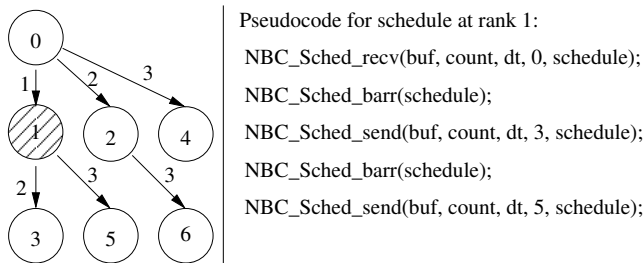 0
1
2
3
1
2
4
2
3
3
3
5
6
Pseudocode for schedule at rank 1:
NBC_Sched_recv(buf, count, dt, 0, schedule);
NBC_Sched_barr(schedule);
NBC_Sched_send(buf, count, dt, 3, schedule);
NBC_Sched_barr(schedule);
NBC_Sched_send(buf, count, dt, 5, schedule);